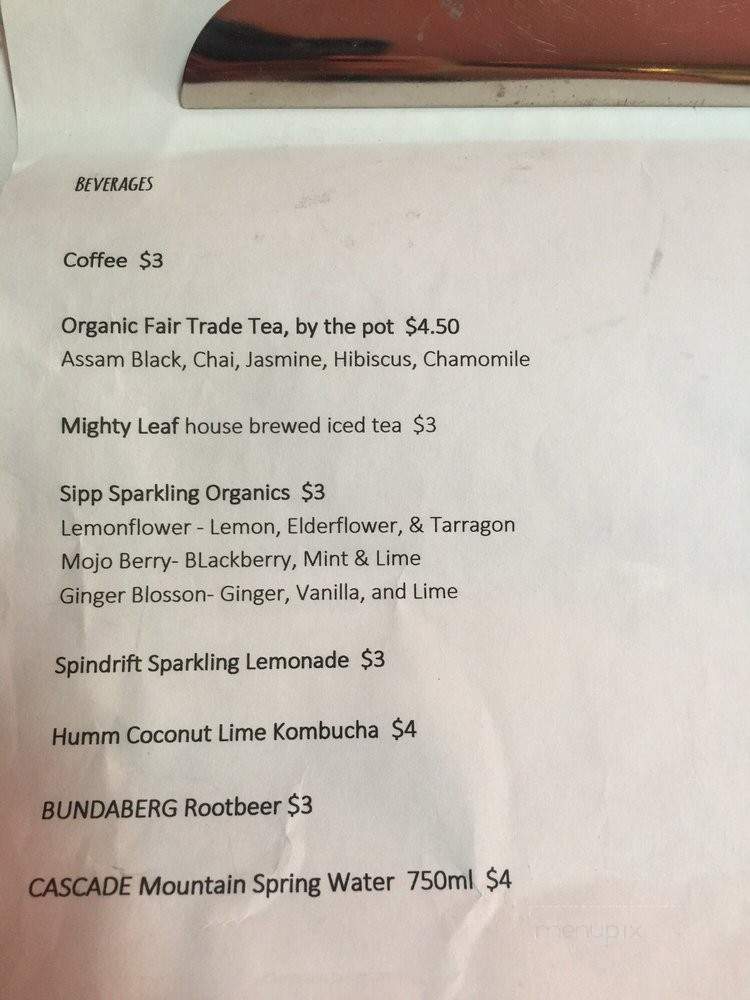 BEVERAGES
Coffee $3
Organic Fair Trade Tea, by the pot $4.50
Assam Black, Chai, Jasmine, Hibiscus, Chamomile
Mighty Leaf house brewed iced tea $3
Sipp Sparkling Organics $3
Lemonflower - Lemon, Elderflower, & Tarragon
Mojo Berry- BLackberry, Mint & Lime
Ginger Blosson- Ginger, Vanilla, and Lime
Spindrift Sparkling Lemonade $3
Humm Coconut Lime Kombucha $4
BUNDABERG Rootbeer $3
CASCADE Mountain Spring Water 750ml $4
menupix